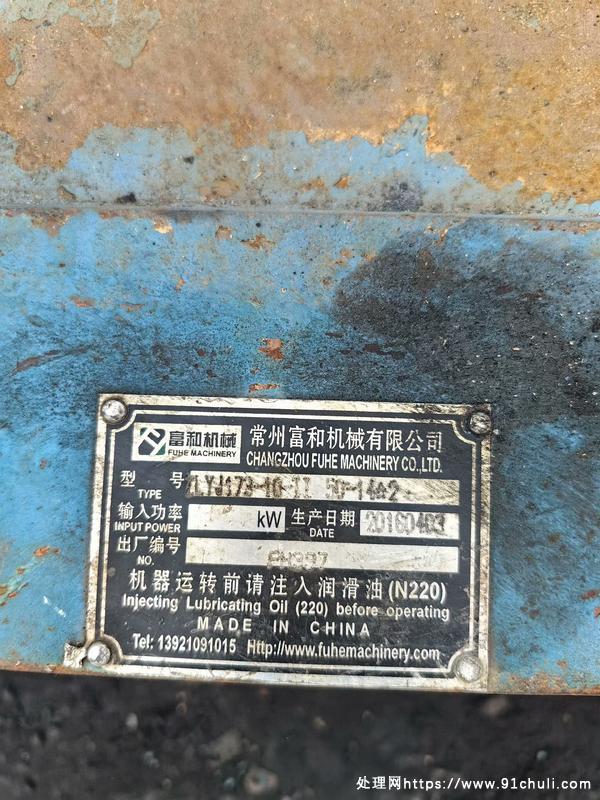 富和机械
FUHE MACHINERY
常州富和机械有限公司
CHANGZHOU FUHE MACHINERY CO.,LTD.
型 号 ZLYJ173-10-II
TYPE
输入功率 kW 生产日期 20160403
INPUT POWER DATE
出厂编号
NO.
机器运转前请注入润滑油(N220)
Injecting Lubricating Oil (220) before operating
MADE IN CHINA
Tel: 13921091015 Http://www.fuhemachinery.com
处理网https://www.91chuli.com/